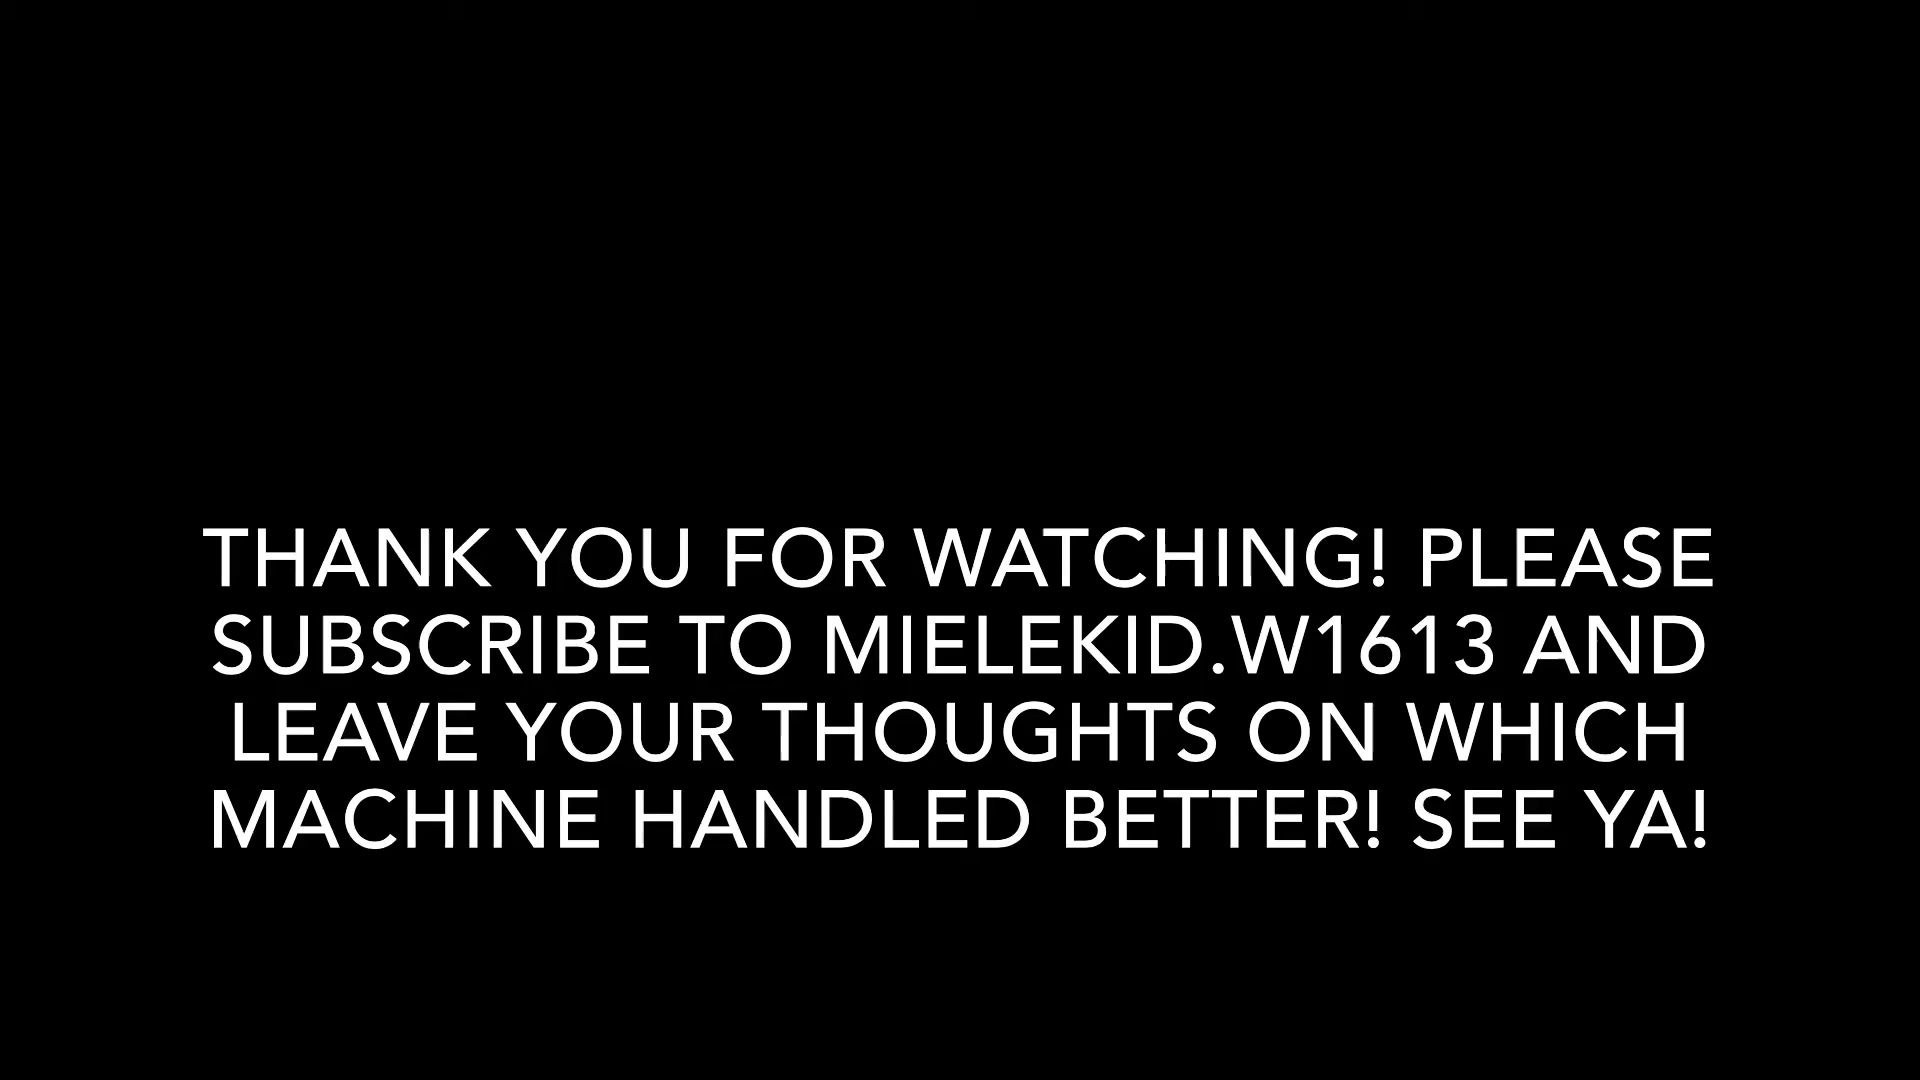 THANK YOU FOR WATCHING! PLEASE
SUBSCRIBE TO MIELEKID.W1613 AND
LEAVE YOUR THOUGHTS ON WHICH
MACHINE HANDLED BETTER! SEE YA!